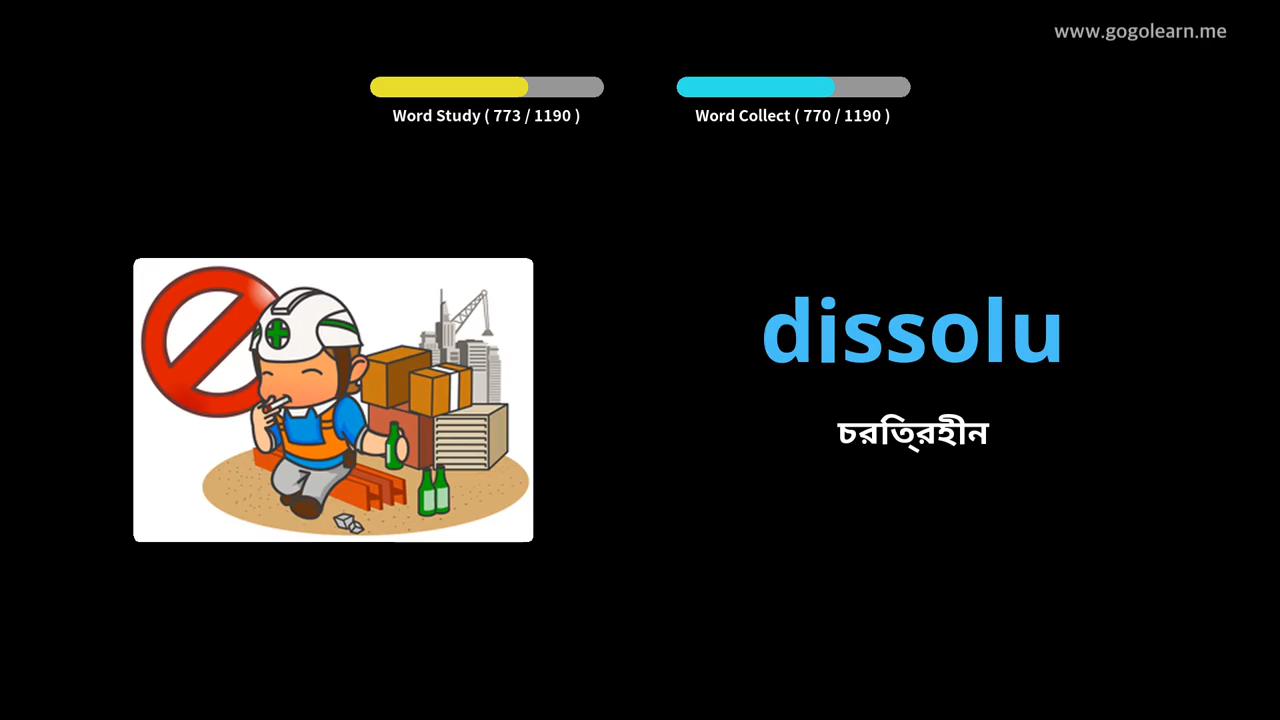 www.gogolearn.me
Word Study ( 773 / 1190 )
Word Collect ( 770 / 1190 )
dissolu
চরিত্রহীন